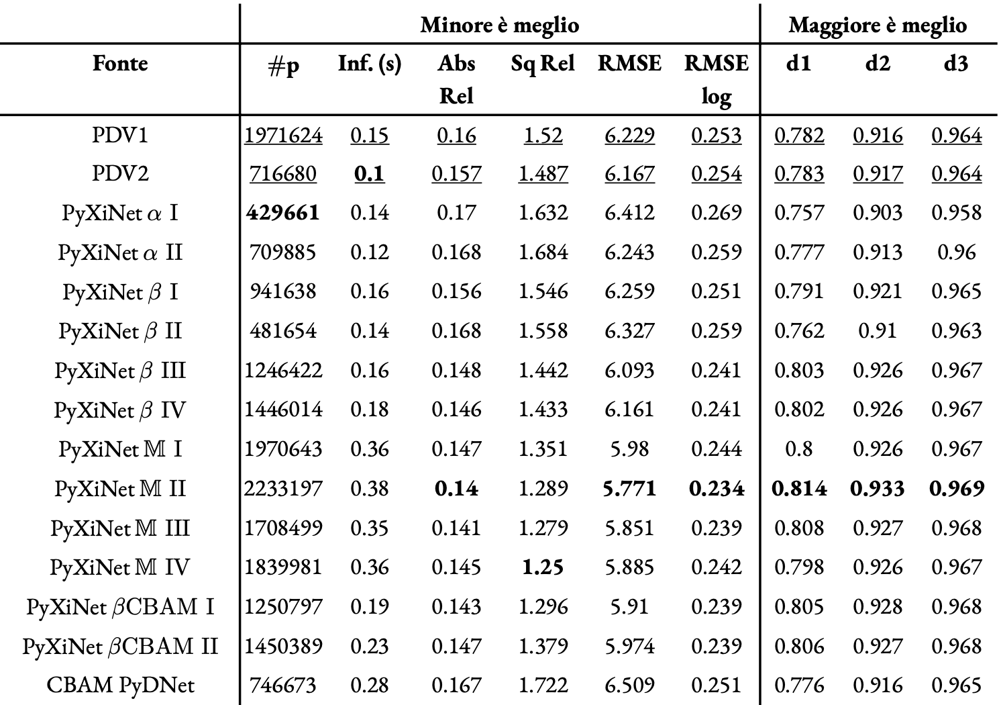 Minore è meglio Maggiore è meglio
Fonte #p Inf. (s) Abs Rel Sq Rel RMSE RMSE log d1 d2 d3
PDV1 1971624 0.15 0.16 1.52 6.229 0.253 0.782 0.916 0.964
PDV2 716680 0.1 0.157 1.487 6.167 0.254 0.783 0.917 0.964
PyXiNet α I 429661 0.14 0.17 1.632 6.412 0.269 0.757 0.903 0.958
PyXiNet α II 709885 0.12 0.168 1.684 6.243 0.259 0.777 0.913 0.96
PyXiNet β I 941638 0.16 0.156 1.546 6.259 0.251 0.791 0.921 0.965
PyXiNet β II 481654 0.14 0.168 1.558 6.327 0.259 0.762 0.91 0.963
PyXiNet β III 1246422 0.16 0.148 1.442 6.093 0.241 0.803 0.926 0.967
PyXiNet β IV 1446014 0.18 0.146 1.433 6.161 0.241 0.802 0.926 0.967
PyXiNet 𝕄 I 1970643 0.36 0.147 1.351 5.98 0.244 0.8 0.926 0.967
PyXiNet 𝕄 II 2233197 0.38 0.14 1.289 5.771 0.234 0.814 0.933 0.969
PyXiNet 𝕄 III 1708499 0.35 0.141 1.279 5.851 0.239 0.808 0.927 0.968
PyXiNet 𝕄 IV 1839981 0.36 0.145 1.25 5.885 0.242 0.798 0.926 0.967
PyXiNet βCBAM I 1250797 0.19 0.143 1.296 5.91 0.239 0.805 0.928 0.968
PyXiNet βCBAM II 1450389 0.23 0.147 1.379 5.974 0.239 0.806 0.927 0.968
CBAM PyDNet 746673 0.28 0.167 1.722 6.509 0.251 0.776 0.916 0.965